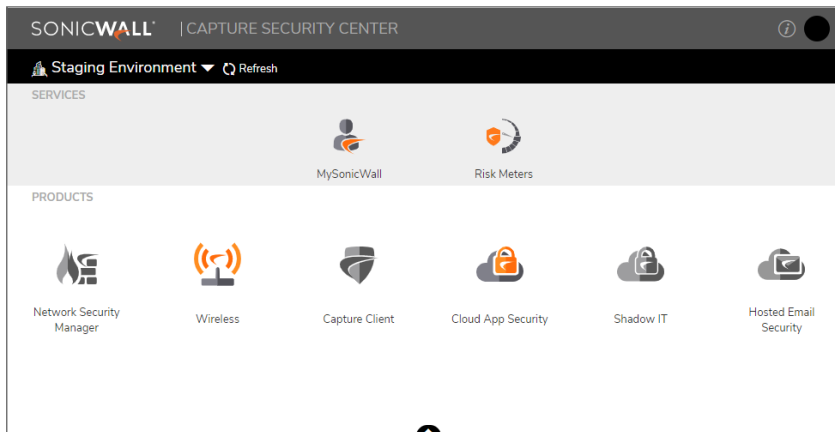 SONICWALL | CAPTURE SECURITY CENTER
i
Staging Environment Refresh
SERVICES
MySonicWall
Risk Meters
PRODUCTS
Network Security
Manager
Wireless
Capture Client
Cloud App Security
Shadow IT
Hosted Email
Security